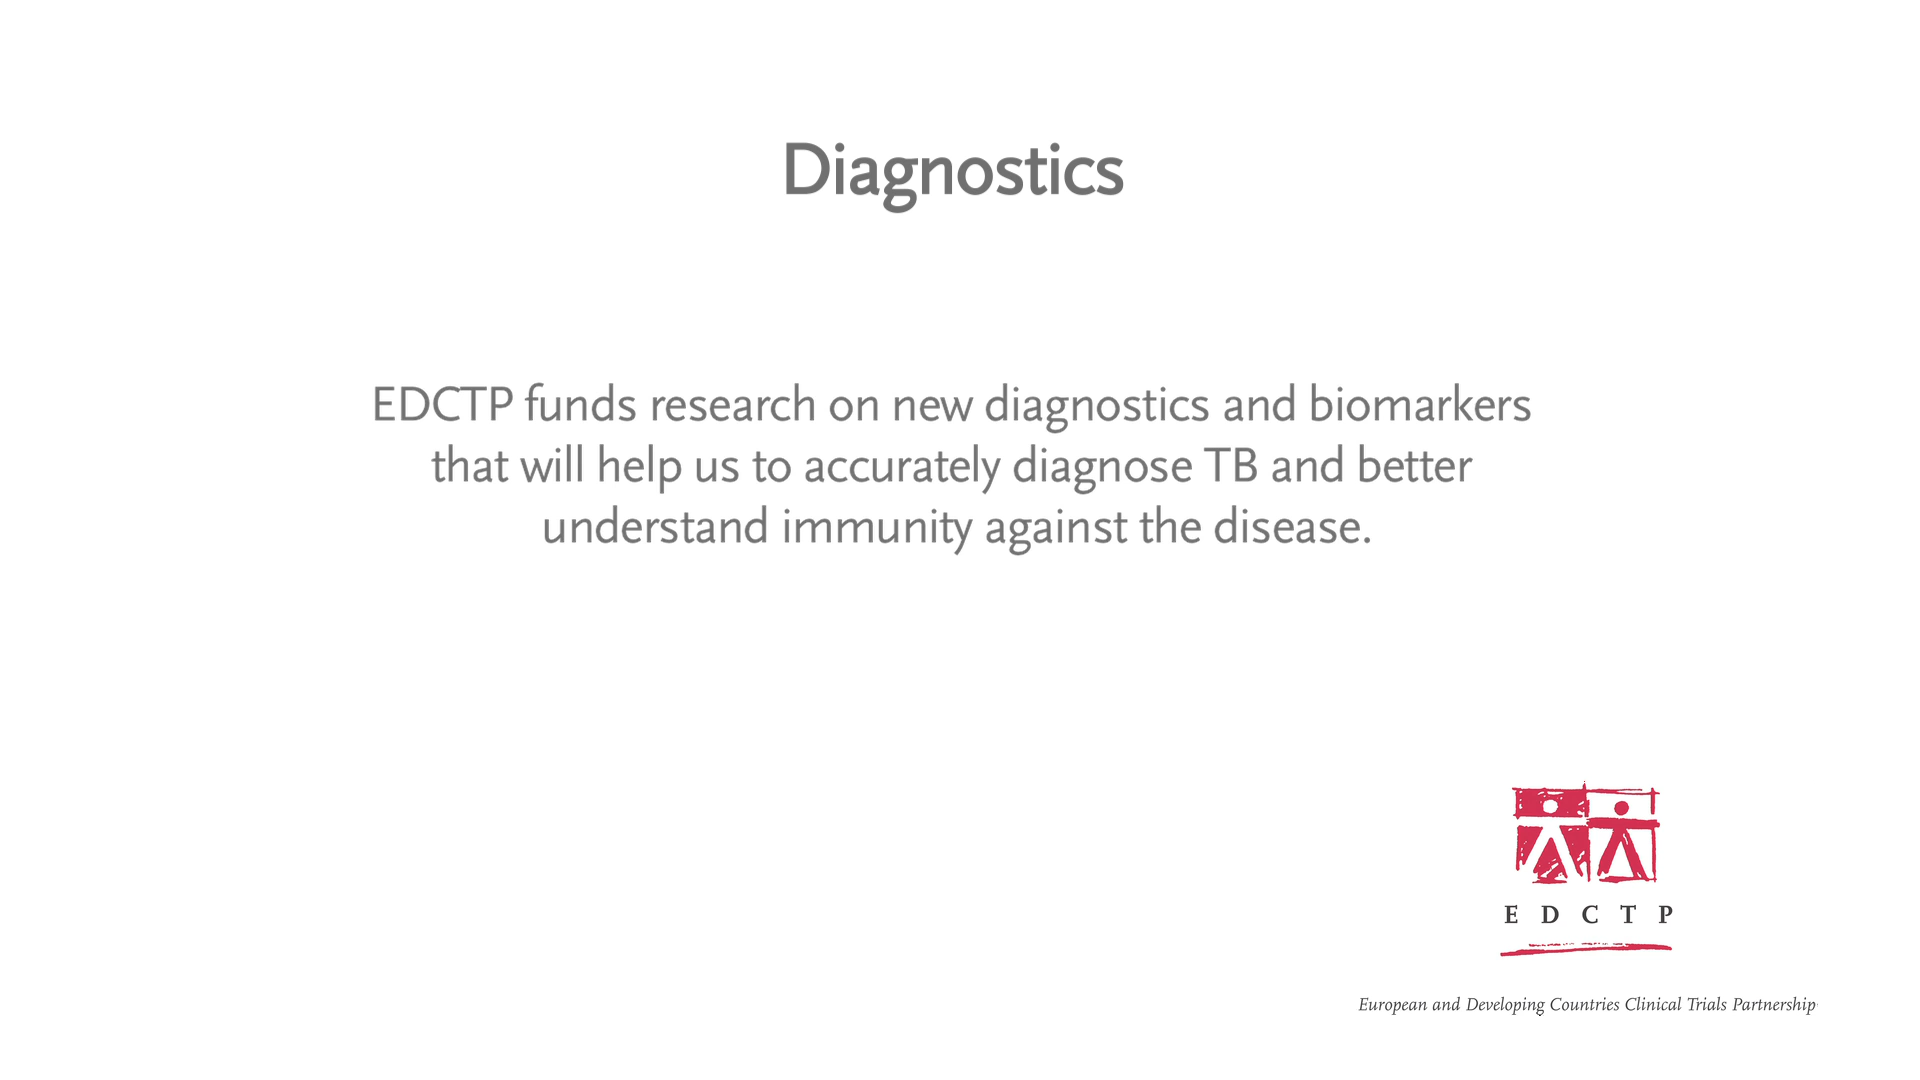 Diagnostics
EDCTP funds research on new diagnostics and biomarkers
that will help us to accurately diagnose TB and better
understand immunity against the disease.
E D C T P
European and Developing Countries Clinical Trials Partnership